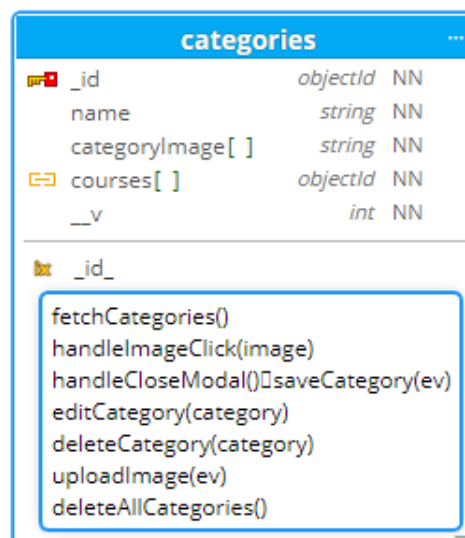 categories ...
_id objectId NN
name string NN
categoryImage[ ] string NN
courses[ ] objectId NN
__v int NN
_id_
fetchCategories()
handleImageClick(image)
handleCloseModal()▯saveCategory(ev)
editCategory(category)
deleteCategory(category)
uploadImage(ev)
deleteAllCategories()